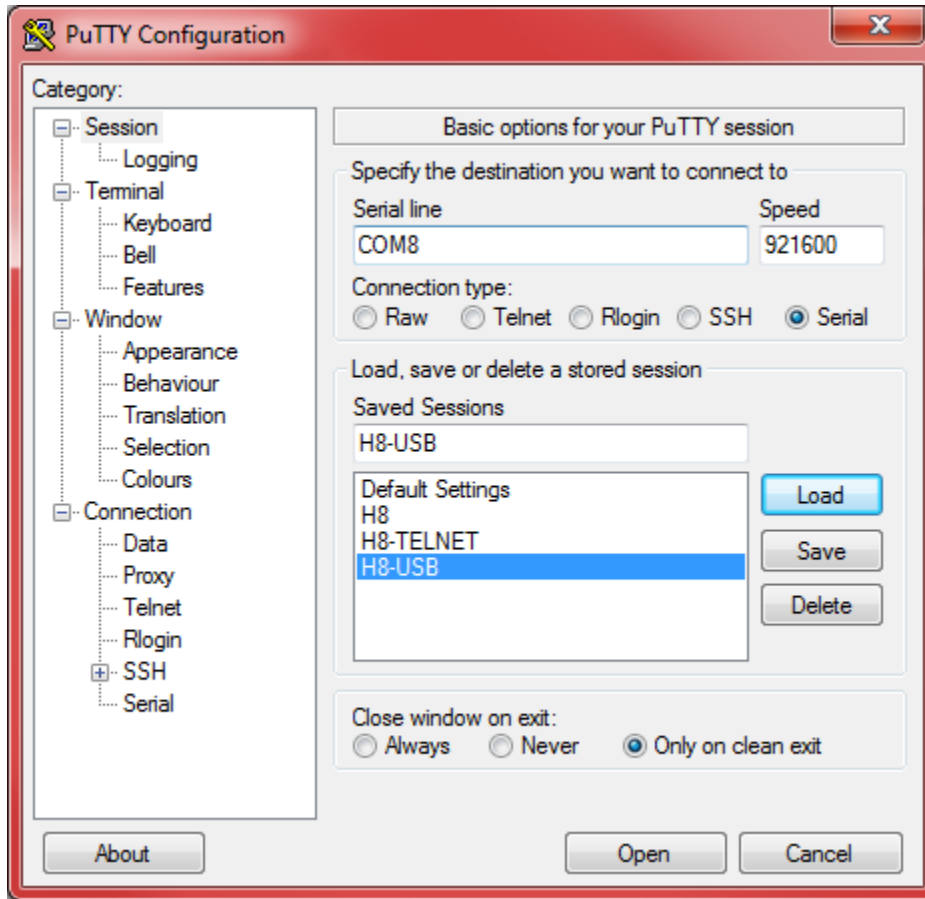 PuTTY Configuration
X
Category:
Session
Logging
Terminal
Keyboard
Bell
Features
Window
Appearance
Behaviour
Translation
Selection
Colours
Connection
Data
Proxy
Telnet
Rlogin
SSH
Serial
Basic options for your PuTTY session
Specify the destination you want to connect to
Serial line Speed
COM8 921600
Connection type:
Raw Telnet Rlogin SSH Serial
Load, save or delete a stored session
Saved Sessions
H8-USB
Default Settings
H8
H8-TELNET
H8-USB
Load
Save
Delete
Close window on exit:
Always Never Only on clean exit
About Open Cancel